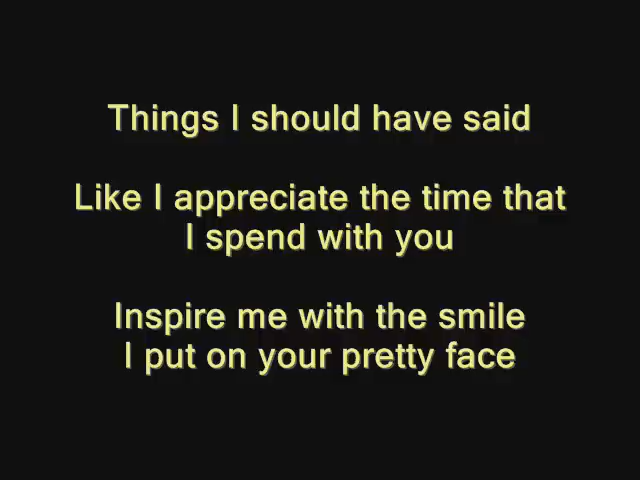 Things I should have said
Like I appreciate the time that
I spend with you
Inspire me with the smile
I put on your pretty face